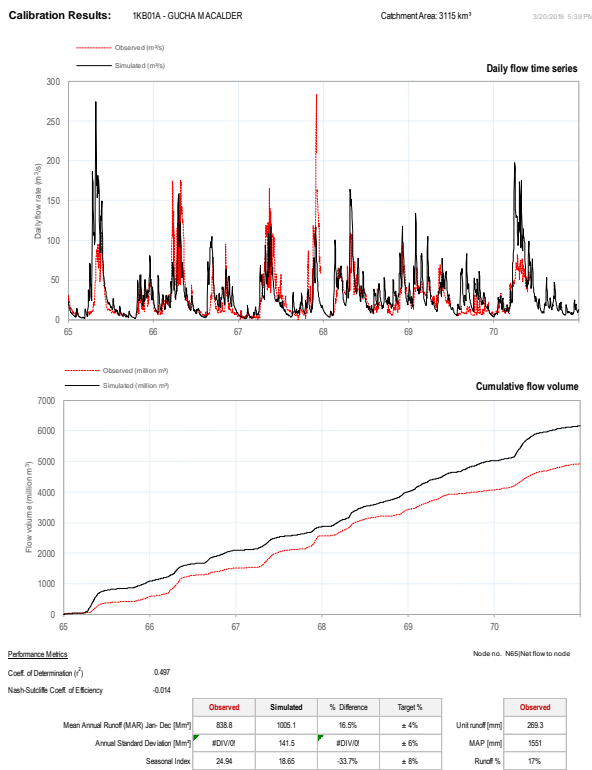 Calibration Results: 1KB01A - GUCHA MACALDER Catchment Area: 3115 km² 3/20/2019 5:39 PM
Observed (m³/s)
Simulated (m³/s)
Daily flow time series
Daily flow rate (m³/s)
300
250
200
150
100
50
0
65 66 67 68 69 70
Observed (million m³)
Simulated (million m³)
Cumulative flow volume
Flow volume (million m³)
7000
6000
5000
4000
3000
2000
1000
0
65 66 67 68 69 70
Performance Metrics Node no. N65|Net flow to node
Coeff. of Determination (r²) 0.497
Nash-Sutcliffe Coeff. of Efficiency -0.014
Observed Simulated % Difference Target % Observed
Mean Annual Runoff (MAR) Jan- Dec [Mm³] 838.8 1005.1 16.5% ± 4% Unit runoff [mm] 269.3
Annual Standard Deviation [Mm³] #DIV/0! 141.5 #DIV/0! ± 6% MAP [mm] 1551
Seasonal Index 24.94 18.65 -33.7% ± 8% Runoff % 17%